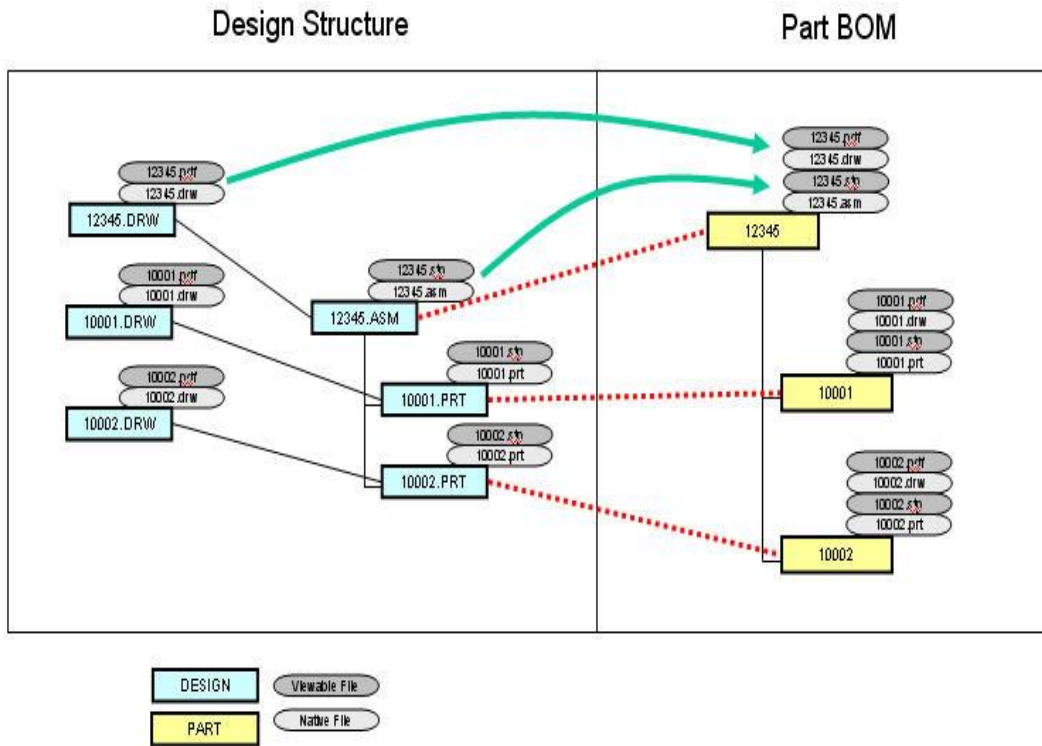 Design Structure
Part BOM
12345.pdf
12345.drw
12345.DRW
10001.pdf
10001.drw
10001.DRW
10002.pdf
10002.drw
10002.DRW
12345.stp
12345.asm
12345.ASM
10001.stp
10001.prt
10001.PRT
10002.stp
10002.prt
10002.PRT
12345.pdf
12345.drw
12345.stp
12345.asm
12345
10001.pdf
10001.drw
10001.stp
10001.prt
10001
10002.pdf
10002.drw
10002.stp
10002.prt
10002
DESIGN
Viewable File
PART
Native File